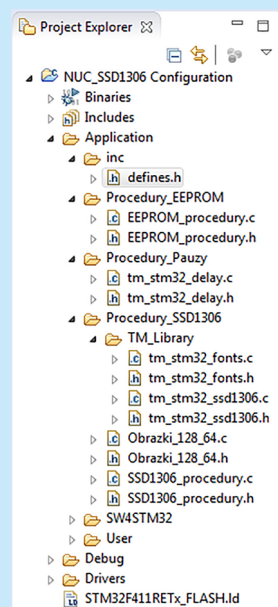 Project Explorer
NUC_SSD1306 Configuration
Binaries
Includes
Application
inc
defines.h
Procedury_EEPROM
EEPROM_procedury.c
EEPROM_procedury.h
Procedury_Pauzy
tm_stm32_delay.c
tm_stm32_delay.h
Procedury_SSD1306
TM_Library
tm_stm32_fonts.c
tm_stm32_fonts.h
tm_stm32_ssd1306.c
tm_stm32_ssd1306.h
Obrazki_128_64.c
Obrazki_128_64.h
SSD1306_procedury.c
SSD1306_procedury.h
SW4STM32
User
Debug
Drivers
STM32F411RETx_FLASH.ld